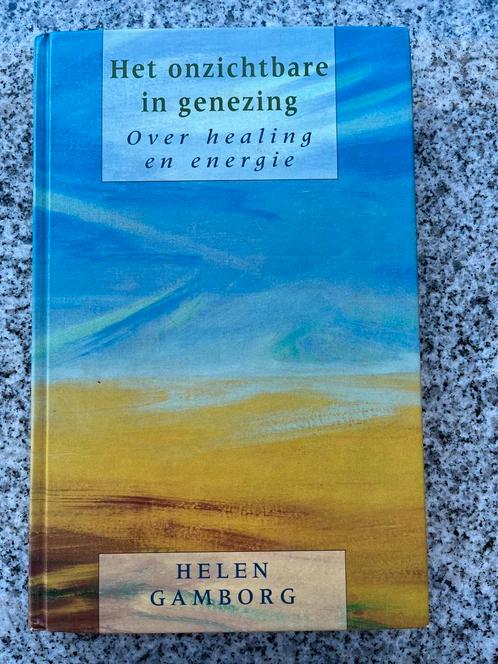 Het onzichtbare
in genezing
Over healing
en energie
HELEN
GAMBORG